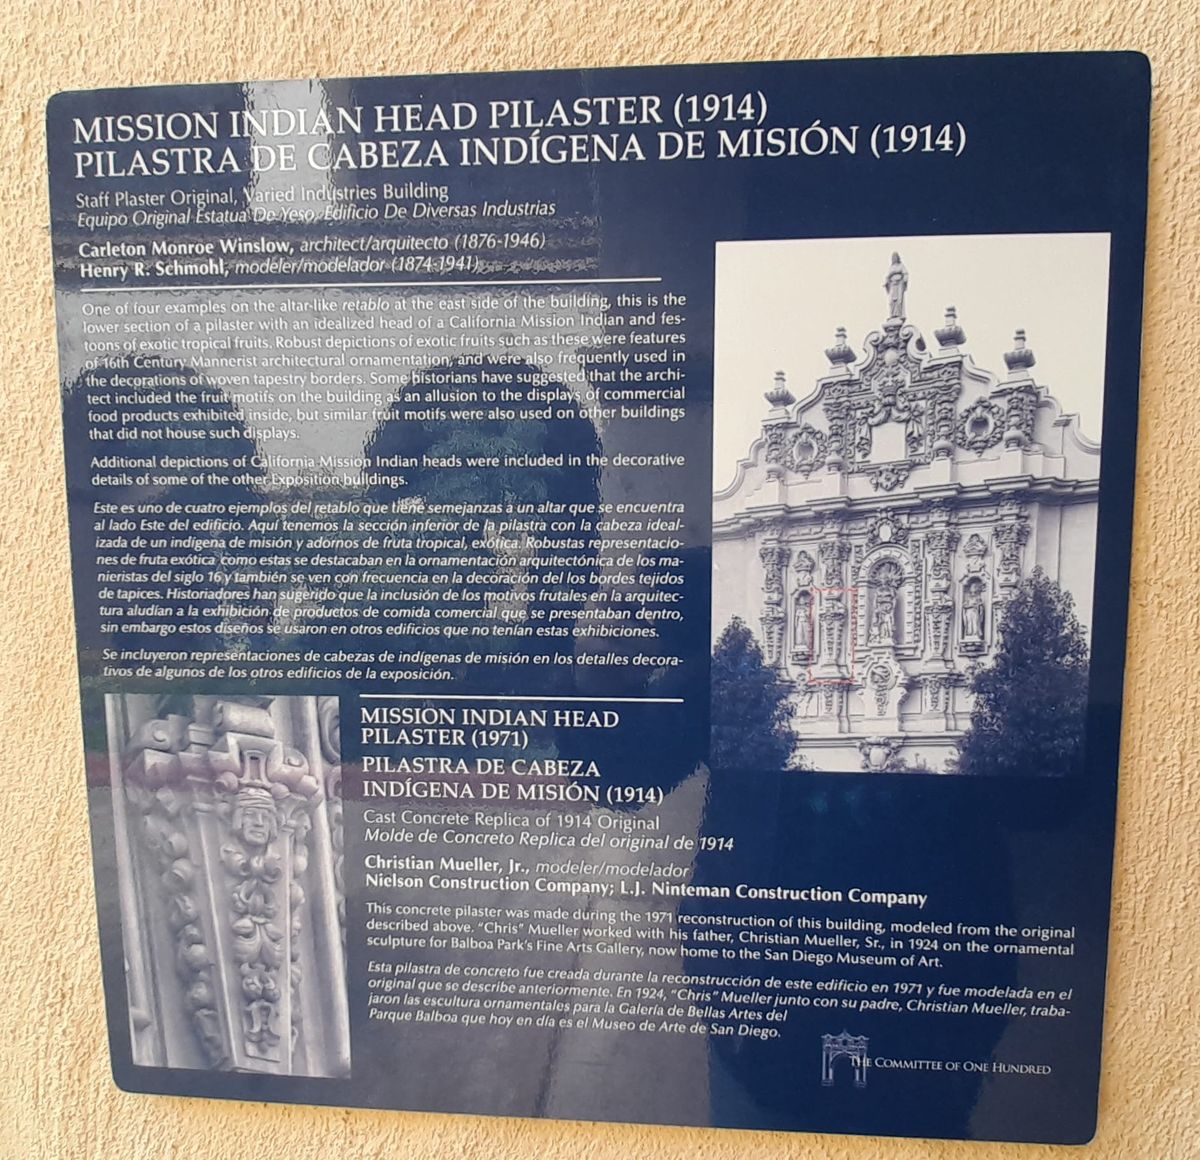 MISSION INDIAN HEAD PILASTER (1914)
PILASTRA DE CABEZA INDÍGENA DE MISIÓN (1914)
Staff Plaster Original, Varied Industries Building
Equipo Original Estatua De Yeso, Edificio De Diversas Industrias
Carleton Monroe Winslow, architect/arquitecto (1876-1946)
Henry R. Schmohl, modeler/modelador (1874-1941)
One of four examples on the altar-like retablo at the east side of the building, this is the
lower section of a pilaster with an idealized head of a California Mission Indian and fes-
toons of exotic tropical fruits. Robust depictions of exotic fruits such as these were features
of 16th Century Mannerist architectural ornamentation, and were also frequently used in
the decorations of woven tapestry borders. Some historians have suggested that the archi-
tect included the fruit motifs on the building as an allusion to the displays of commercial
food products exhibited inside, but similar fruit motifs were also used on other buildings
that did not house such displays.
Additional depictions of California Mission Indian heads were included in the decorative
details of some of the other Exposition buildings.
Este es uno de cuatro ejemplos del retablo que tiene semejanzas a un altar que se encuentra
al lado Este del edificio. Aquí tenemos la sección inferior de la pilastra con la cabeza ideal-
izada de un indígena de misión y adornos de fruta tropical, exótica. Robustas representacio-
nes de fruta exótica como estas se destacaban en la ornamentación arquitectónica de los ma-
nieristas del siglo 16 y también se ven con frecuencia en la decoración del los bordes tejidos
de tapices. Historiadores han sugerido que la inclusión de los motivos frutales en la arquitec-
tura aludían a la exhibición de productos de comida comercial que se presentaban dentro,
sin embargo estos diseños se usaron en otros edificios que no tenían estas exhibiciones.
Se incluyeron representaciones de cabezas de indígenas de misión en los detalles decora-
tivos de algunos de los otros edificios de la exposición.
MISSION INDIAN HEAD
PILASTER (1971)
PILASTRA DE CABEZA
INDÍGENA DE MISIÓN (1914)
Cast Concrete Replica of 1914 Original
Molde de Concreto Replica del original de 1914
Christian Mueller, Jr., modeler/modelador
Nielson Construction Company; L.J. Ninteman Construction Company
This concrete pilaster was made during the 1971 reconstruction of this building, modeled from the original
described above. "Chris" Mueller worked with his father, Christian Mueller, Sr., in 1924 on the ornamental
sculpture for Balboa Park's Fine Arts Gallery, now home to the San Diego Museum of Art.
Esta pilastra de concreto fue creada durante la reconstrucción de este edificio en 1971 y fue modelada en el
original que se describe anteriormente. En 1924, "Chris" Mueller junto con su padre, Christian Mueller, traba-
jaron las escultura ornamentales para la Galería de Bellas Artes del
Parque Balboa que hoy en día es el Museo de Arte de San Diego.
THE COMMITTEE OF ONE HUNDRED